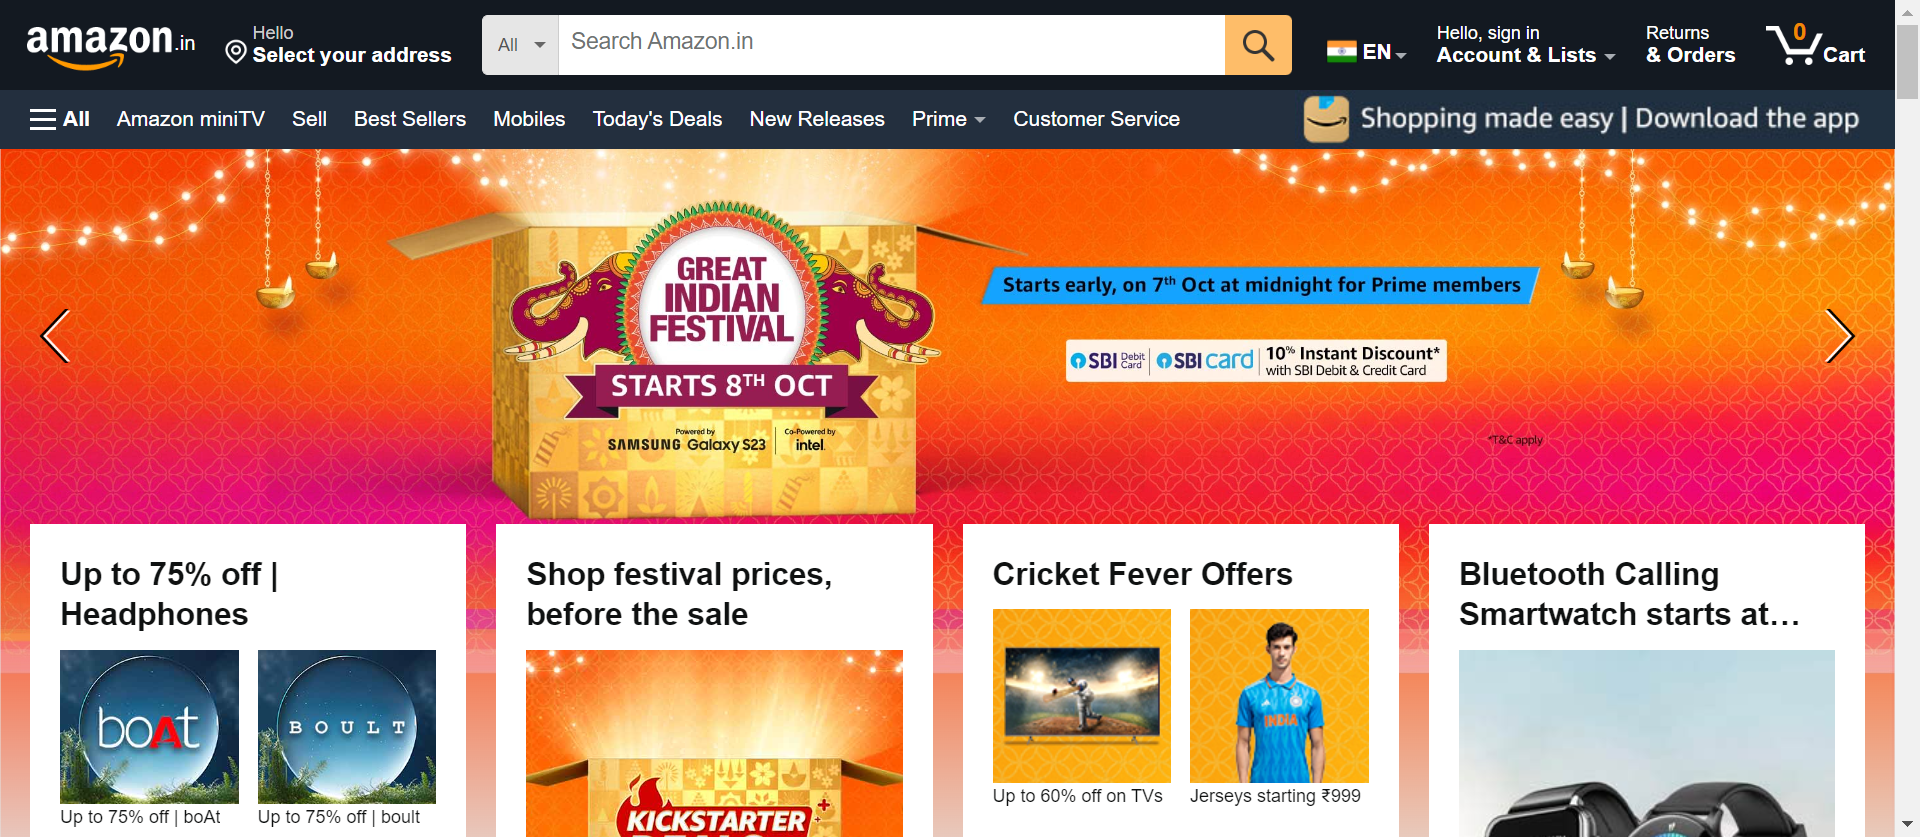 amazon.in
Hello
Select your address
All
Search Amazon.in
EN
Hello, sign in
Account & Lists
Returns
& Orders
0
Cart
All
Amazon miniTV
Sell
Best Sellers
Mobiles
Today's Deals
New Releases
Prime
Customer Service
Shopping made easy | Download the app
GREAT
INDIAN
FESTIVAL
STARTS 8TH OCT
Powered by
SAMSUNG Galaxy S23
Co-Powered by
intel.
Starts early, on 7th Oct at midnight for Prime members
SBI Debit Card
SBI card
10% Instant Discount*
with SBI Debit & Credit Card
*T&C apply
Up to 75% off |
Headphones
boAt
BOULT
Up to 75% off | boAt
Up to 75% off | boult
Shop festival prices,
before the sale
KICKSTARTER
DEALS
Cricket Fever Offers
INDIA
Up to 60% off on TVs
Jerseys starting ₹999
Bluetooth Calling
Smartwatch starts at…